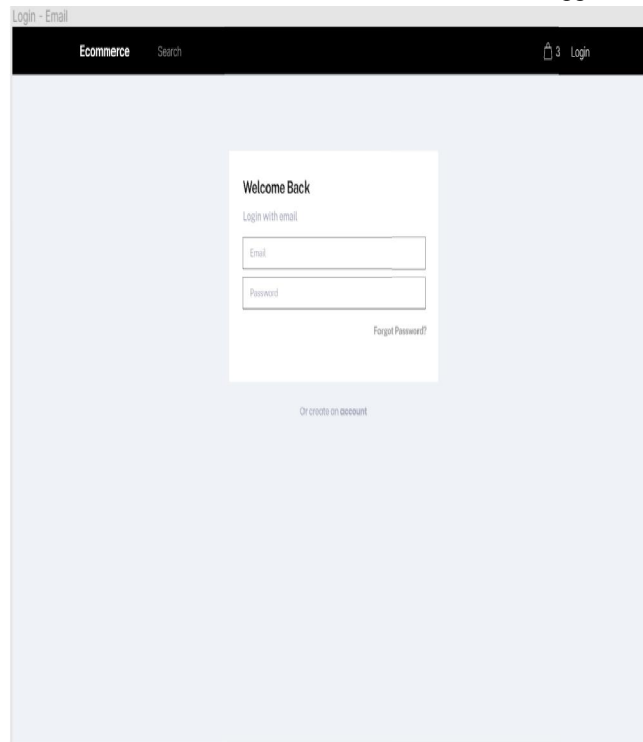 Login - Email
Ecommerce Search 3 Login
Welcome Back
Login with email
Email
Password
Forgot Password?
Or create an account